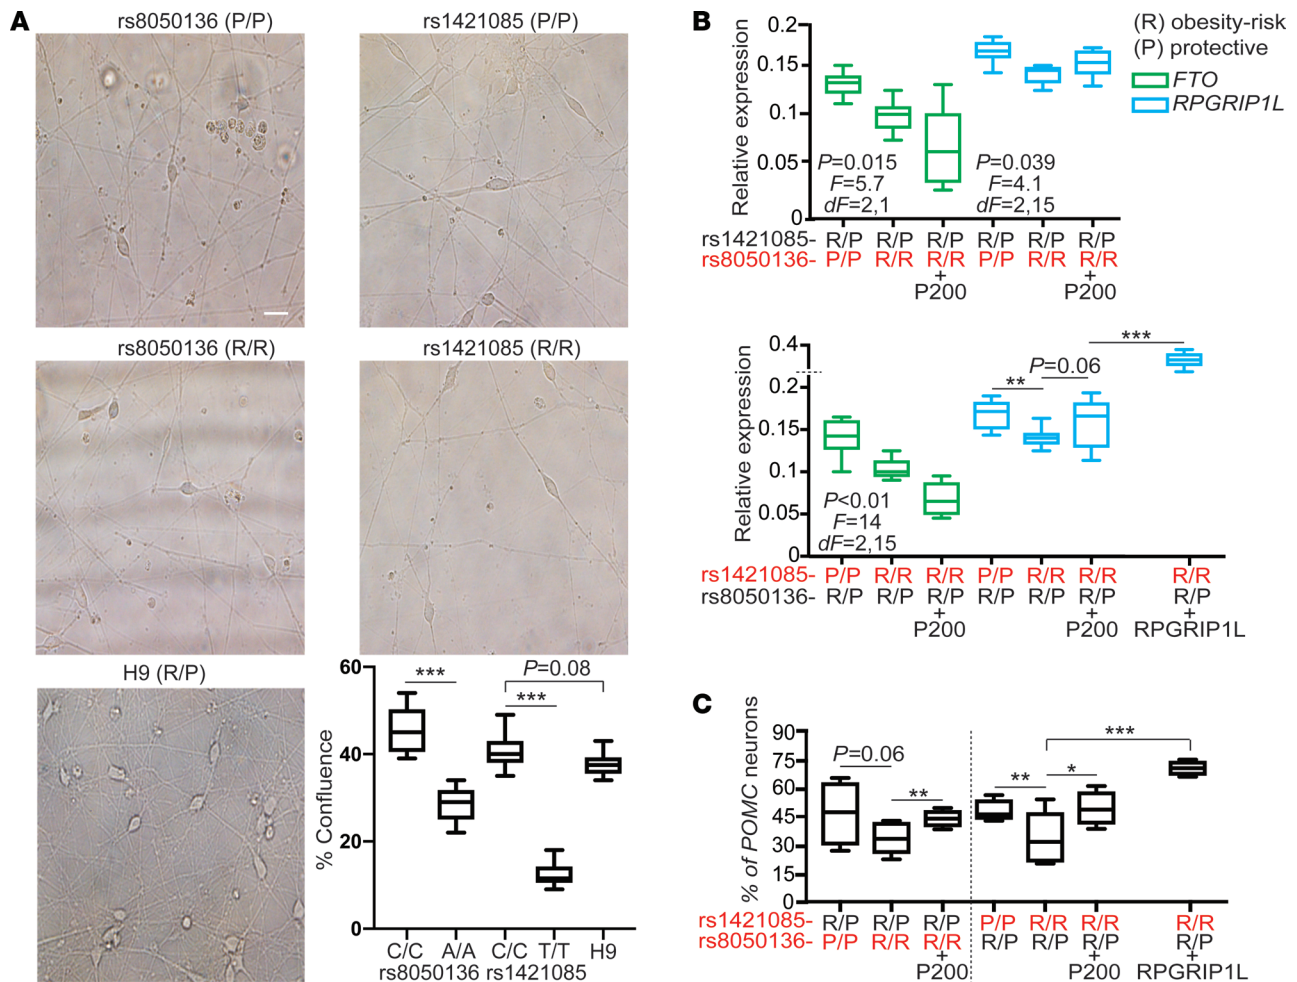 A
rs8050136 (P/P)
rs1421085 (P/P)
rs8050136 (R/R)
rs1421085 (R/R)
H9 (R/P)
% Confluence
60
40
20
0
***
***
P=0.08
C/C A/A C/C T/T H9
rs8050136 rs1421085
B
(R) obesity-risk
(P) protective
FTO
RPGRIP1L
Relative expression
0.2
0.15
0.1
0.05
0
P=0.015
F=5.7
dF=2,1
P=0.039
F=4.1
dF=2,15
rs1421085- R/P R/P R/P R/P R/P R/P
rs8050136- P/P R/R R/R P/P R/R R/R
+ +
P200 P200
Relative expression
0.4
0.2
0.15
0.1
0.05
0
***
P=0.06
**
P<0.01
F=14
dF=2,15
rs1421085- P/P R/R R/R P/P R/R R/R R/R
rs8050136- R/P R/P R/P R/P R/P R/P R/P
+ + +
P200 P200 RPGRIP1L
C
% of POMC neurons
90
75
60
45
30
15
0
P=0.06
**
**
*
***
rs1421085- R/P R/P R/P P/P R/R R/R R/R
rs8050136- P/P R/R R/R R/P R/P R/P R/P
+ + +
P200 P200 RPGRIP1L